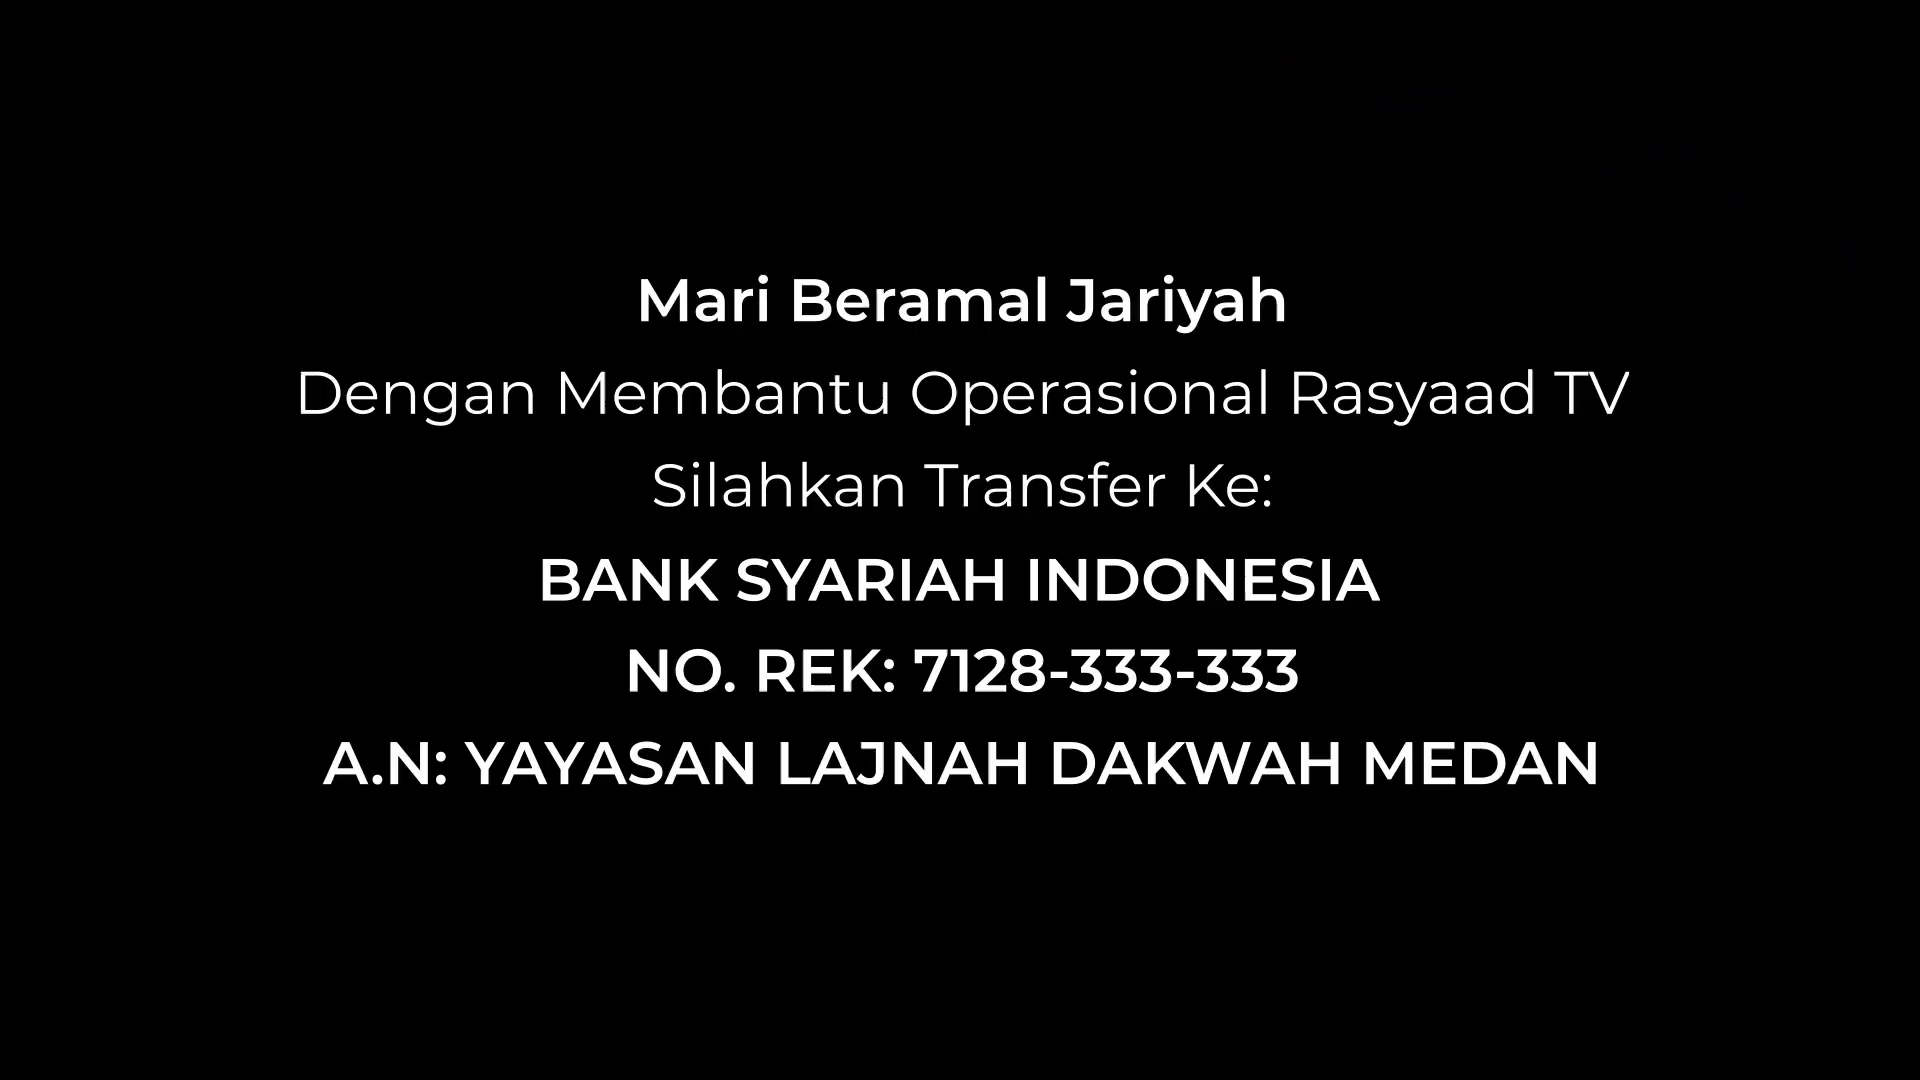 Mari Beramal Jariyah
Dengan Membantu Operasional Rasyaad TV
Silahkan Transfer Ke:
BANK SYARIAH INDONESIA
NO. REK: 7128-333-333
A.N: YAYASAN LAJNAH DAKWAH MEDAN